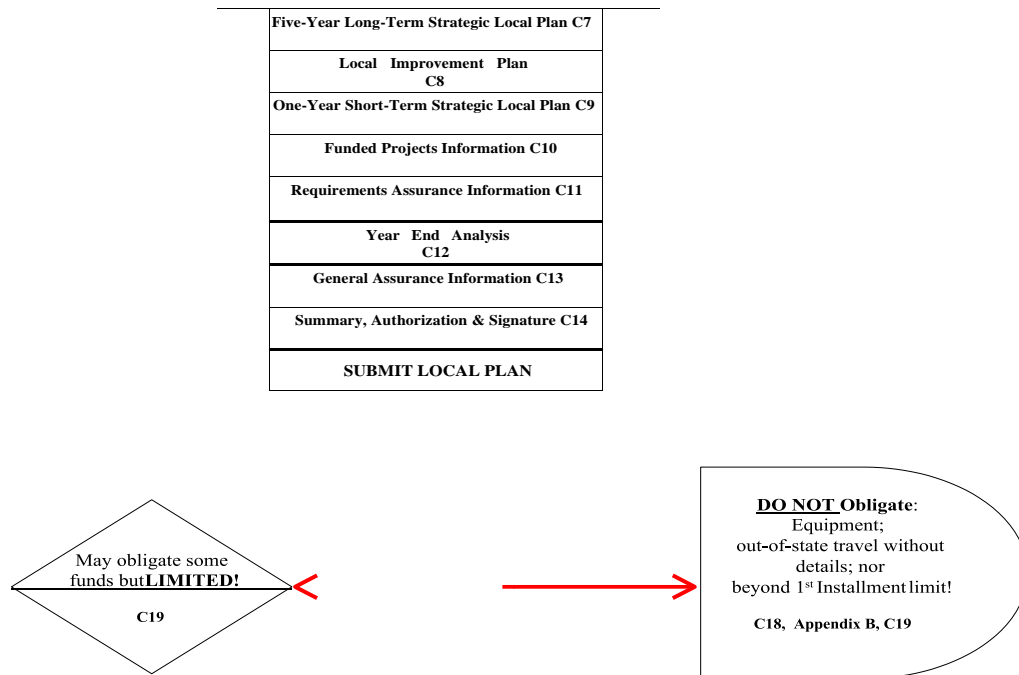 Five-Year Long-Term Strategic Local Plan C7
Local Improvement Plan
C8
One-Year Short-Term Strategic Local Plan C9
Funded Projects Information C10
Requirements Assurance Information C11
Year End Analysis
C12
General Assurance Information C13
Summary, Authorization & Signature C14
SUBMIT LOCAL PLAN
May obligate some
funds but LIMITED!
C19
DO NOT Obligate:
Equipment;
out-of-state travel without
details; nor
beyond 1st Installment limit!
C18, Appendix B, C19